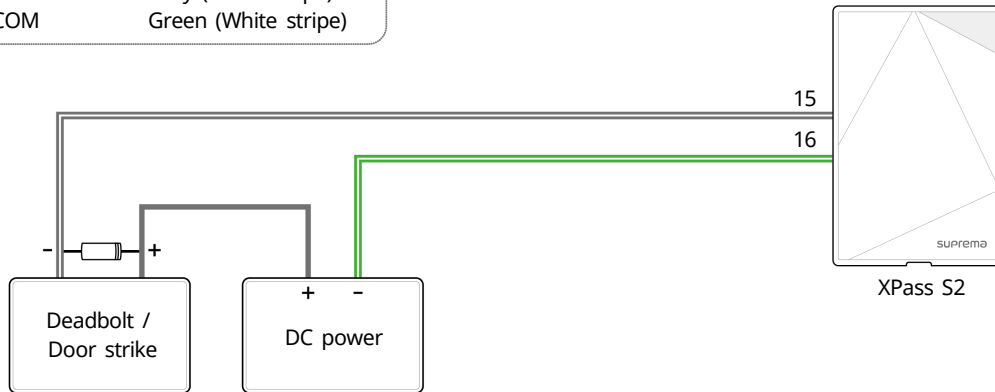 COM Green (White stripe)
15
16
- +
+ -
suprema
XPass S2
Deadbolt /
Door strike
DC power